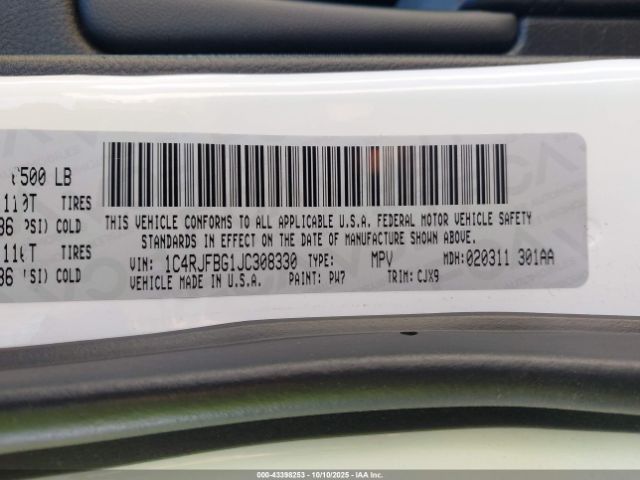 500 LB
TIRES
COLD
TIRES
COLD
THIS VEHICLE CONFORMS TO ALL APPLICABLE U.S.A. FEDERAL MOTOR VEHICLE SAFETY
STANDARDS IN EFFECT ON THE DATE OF MANUFACTURE SHOWN ABOVE.
VIN: 1C4RJFBG1JC308330 TYPE: MPV MDH: 020311 301AA
VEHICLE MADE IN U.S.A. PAINT: PW7 TRIM: CJX9
000-43398253 - 10/10/2025 - IAAI.com